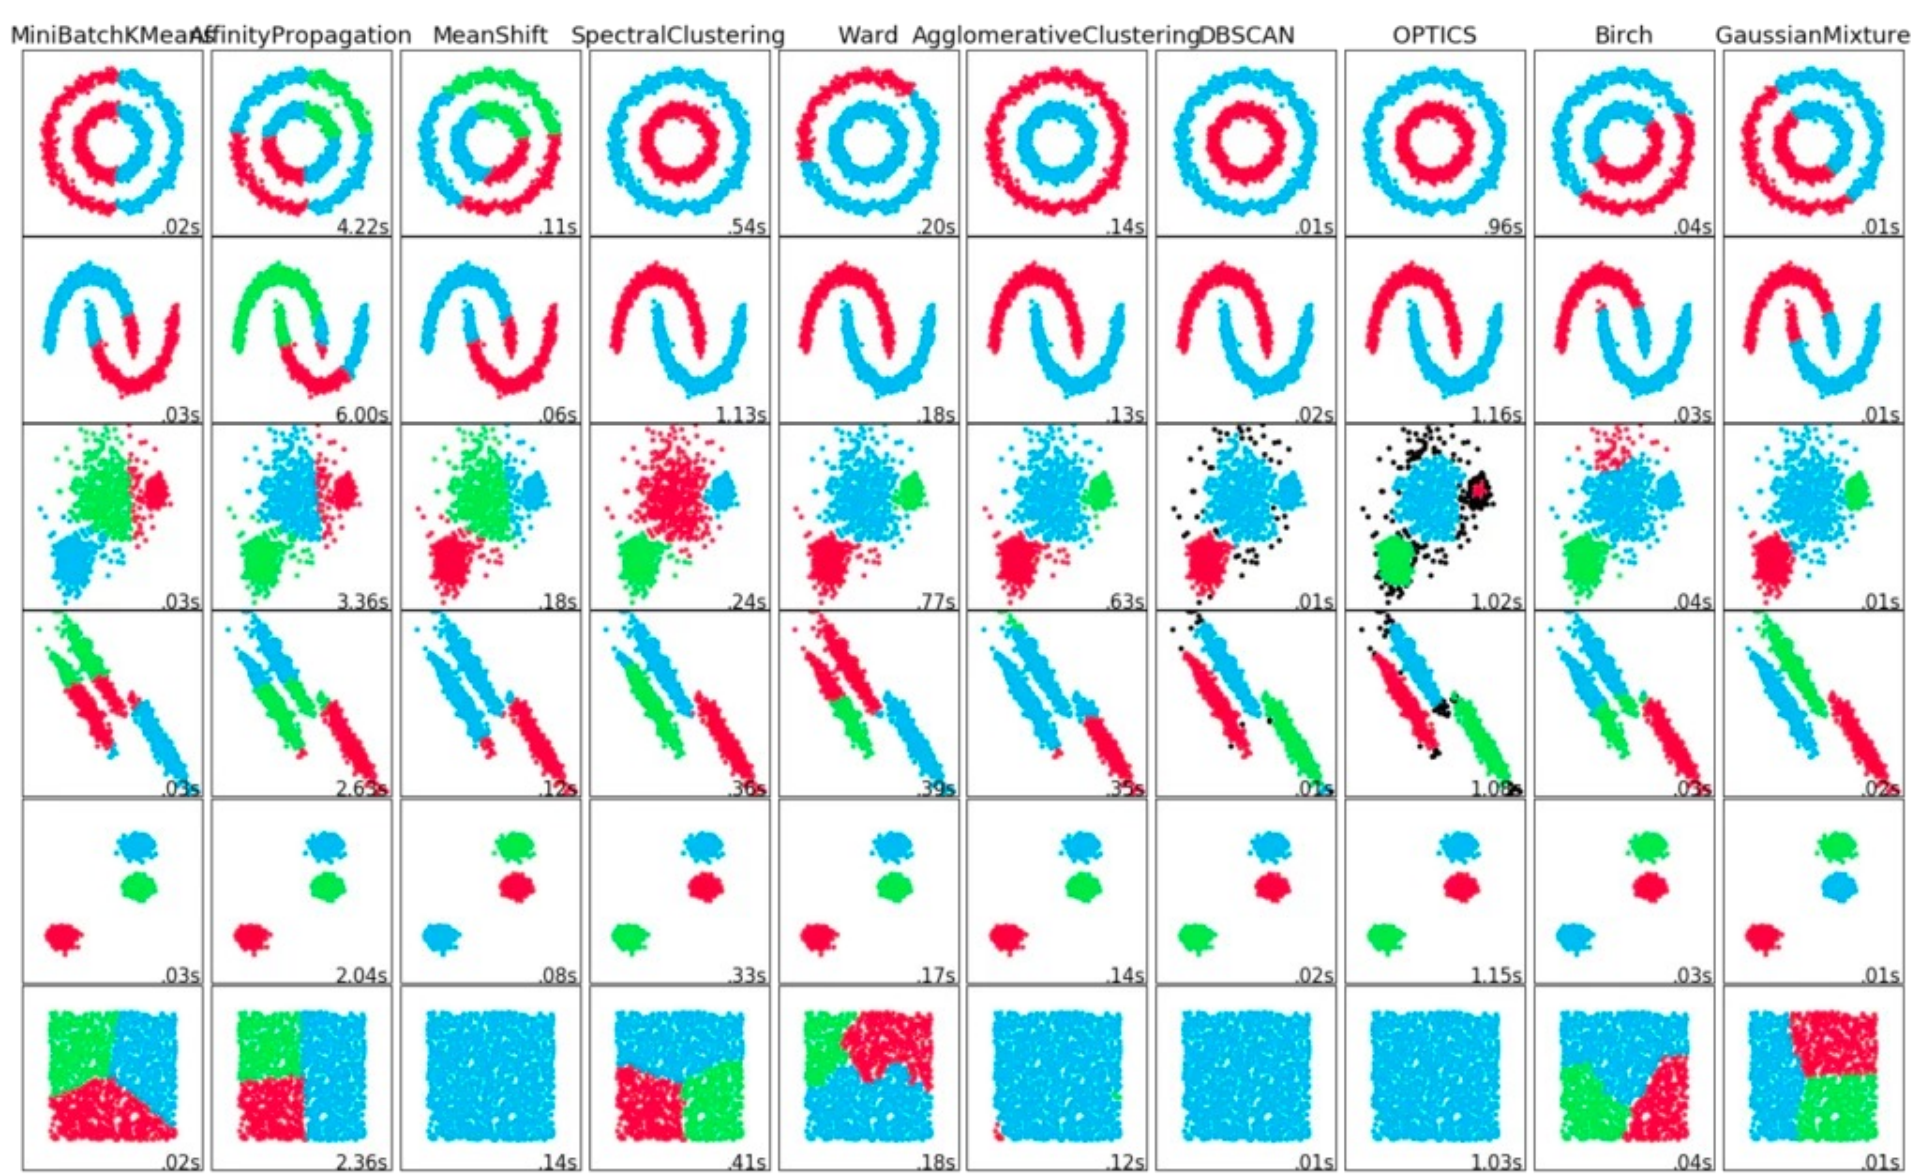 MiniBatchKMeans AffinityPropagation MeanShift SpectralClustering Ward AgglomerativeClustering DBSCAN OPTICS Birch GaussianMixture
.02s 4.22s .11s .54s .20s .14s .01s .96s .04s .01s
.03s 6.00s .06s 1.13s .18s .13s .02s 1.16s .03s .01s
.03s 3.36s .18s .24s .77s .63s .01s 1.02s .04s .01s
.03s 2.63s .12s .36s .39s .35s .01s .03s .02s
.03s 2.04s .08s .33s .17s .14s .02s 1.15s .03s .01s
.02s 2.36s .14s .41s .18s .12s .01s 1.03s .04s .01s